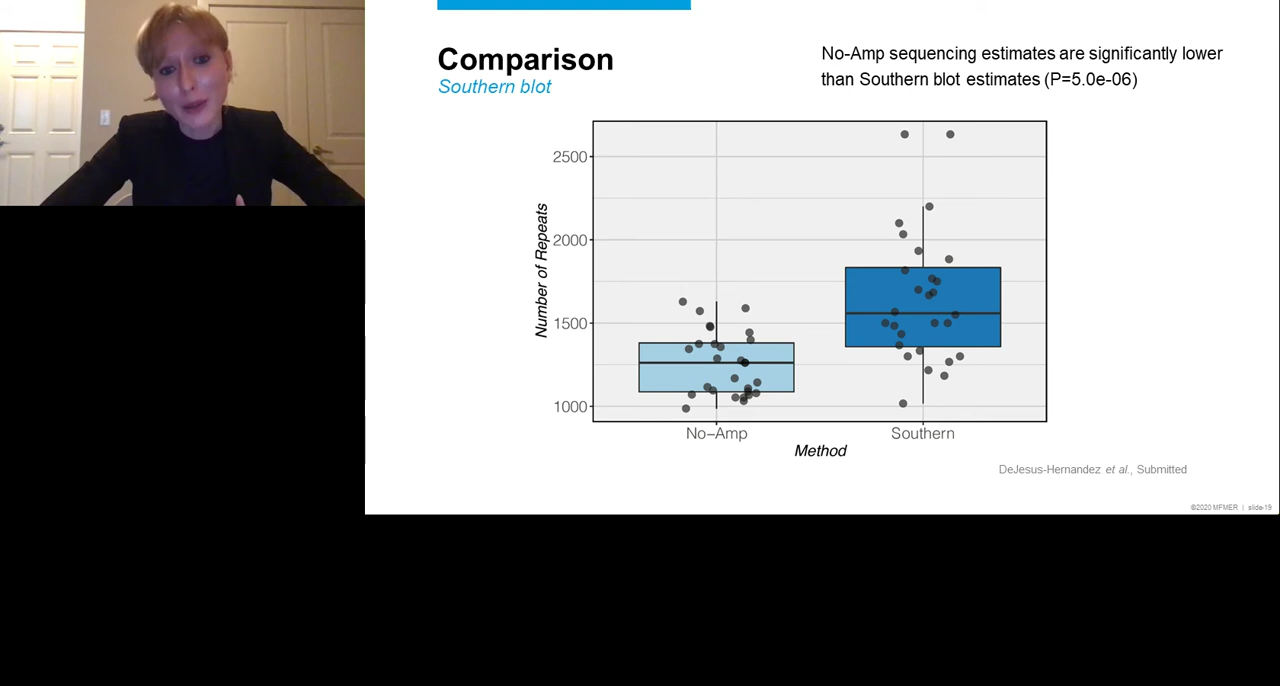 Comparison
Southern blot
No-Amp sequencing estimates are significantly lower
than Southern blot estimates (P=5.0e-06)
Number of Repeats
2500
2000
1500
1000
No−Amp
Southern
Method
DeJesus-Hernandez et al., Submitted
©2020 MFMER | slide-19